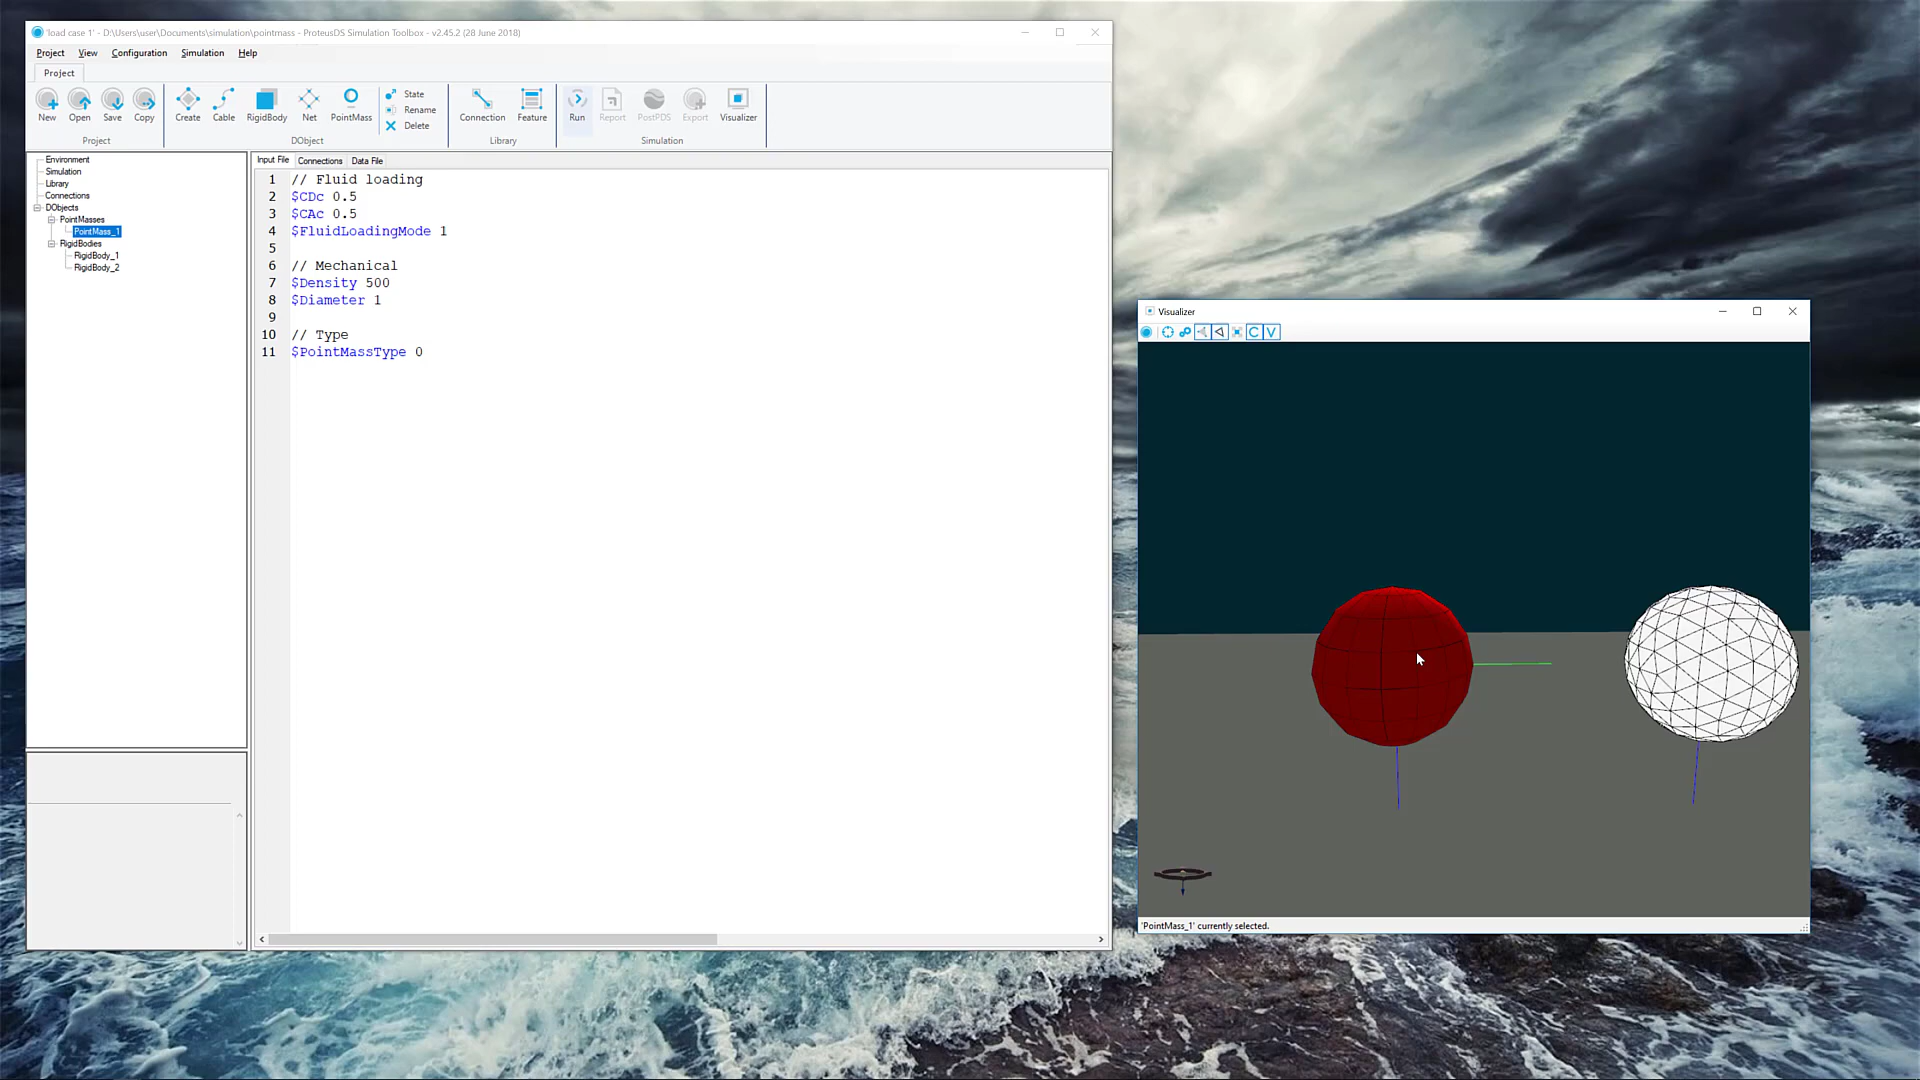 'load case 1' - D:\Users\user\Documents\simulation\pointmass - ProteusDS Simulation Toolbox - v2.45.2 (28 June 2018)
Project View Configuration Simulation Help
Project
New Open Save Copy Create Cable RigidBody Net PointMass State Rename Delete Connection Feature Run Report PostPDS Export Visualizer
Project DObject Library Simulation
Environment
Simulation
Library
Connections
DObjects
PointMasses
PointMass_1
RigidBodies
RigidBody_1
RigidBody_2
Input File Connections Data File
1 // Fluid loading
2 $CDc 0.5
3 $CAc 0.5
4 $FluidLoadingMode 1
5
6 // Mechanical
7 $Density 500
8 $Diameter 1
9
10 // Type
11 $PointMassType 0
Visualizer
C V
'PointMass_1' currently selected.